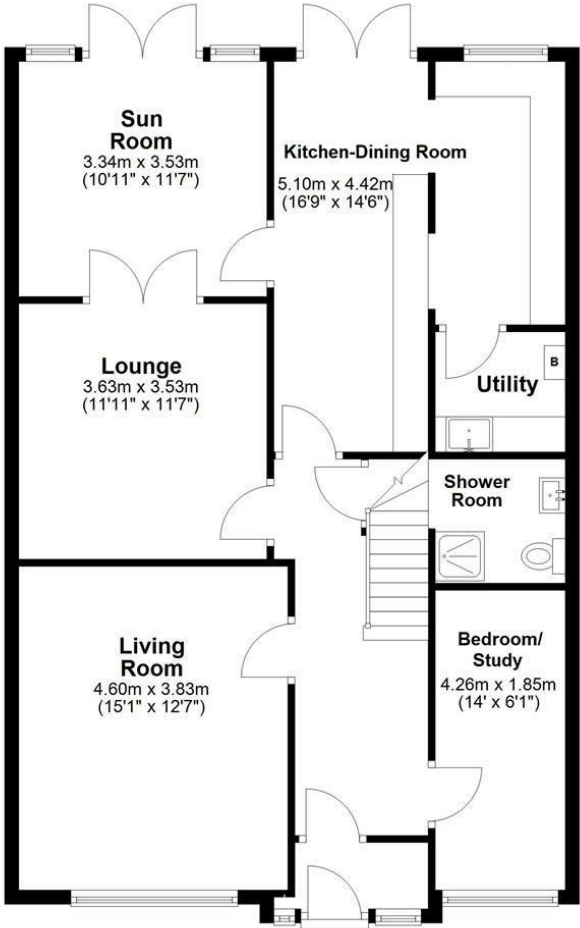 Sun
Room
3.34m x 3.53m
(10'11" x 11'7")
Kitchen-Dining Room
5.10m x 4.42m
(16'9" x 14'6")
Lounge
3.63m x 3.53m
(11'11" x 11'7")
B
Utility
Shower
Room
Living
Room
4.60m x 3.83m
(15'1" x 12'7")
Bedroom/
Study
4.26m x 1.85m
(14' x 6'1")